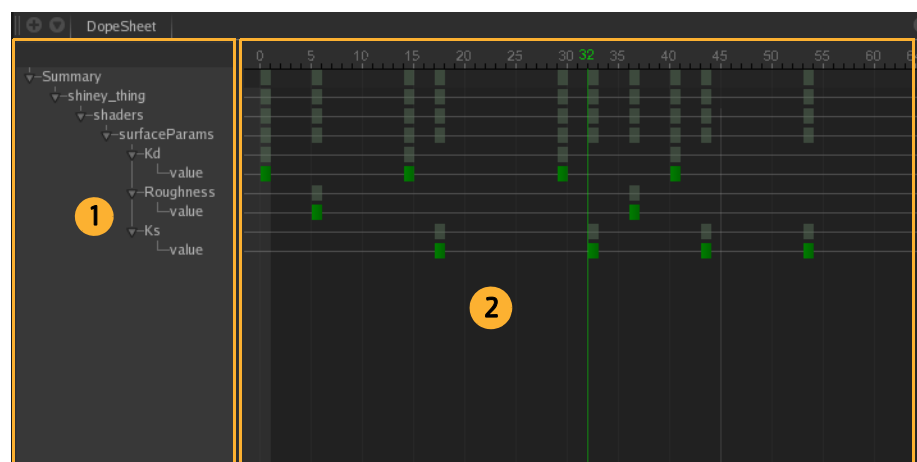 DopeSheet
0 5 10 15 20 25 30 32 35 40 45 50 55 60
Summary
shiney_thing
shaders
surfaceParams
Kd
value
Roughness
value
Ks
value
1
2